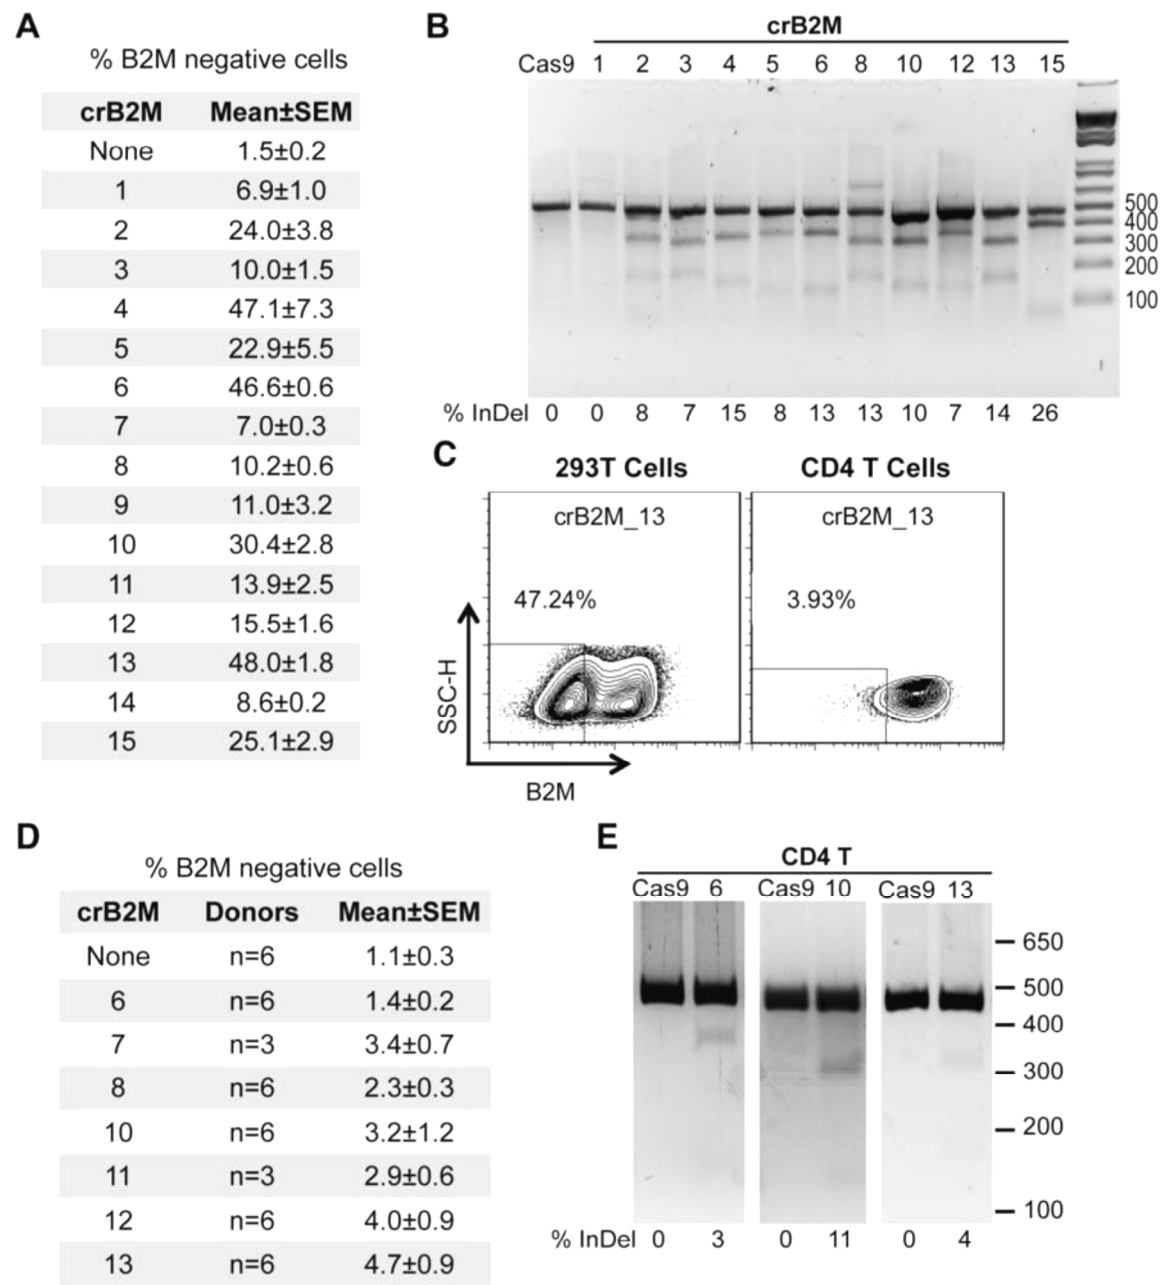 A
% B2M negative cells
crB2M Mean±SEM
None 1.5±0.2
1 6.9±1.0
2 24.0±3.8
3 10.0±1.5
4 47.1±7.3
5 22.9±5.5
6 46.6±0.6
7 7.0±0.3
8 10.2±0.6
9 11.0±3.2
10 30.4±2.8
11 13.9±2.5
12 15.5±1.6
13 48.0±1.8
14 8.6±0.2
15 25.1±2.9
B
crB2M
Cas9 1 2 3 4 5 6 8 10 12 13 15
500
400
300
200
100
% InDel 0 0 8 7 15 8 13 13 10 7 14 26
C
293T Cells CD4 T Cells
crB2M_13 crB2M_13
47.24% 3.93%
SSC-H
B2M
D
% B2M negative cells
crB2M Donors Mean±SEM
None n=6 1.1±0.3
6 n=6 1.4±0.2
7 n=3 3.4±0.7
8 n=6 2.3±0.3
10 n=6 3.2±1.2
11 n=3 2.9±0.6
12 n=6 4.0±0.9
13 n=6 4.7±0.9
E
CD4 T
Cas9 6 Cas9 10 Cas9 13
650
500
400
300
200
100
% InDel 0 3 0 11 0 4